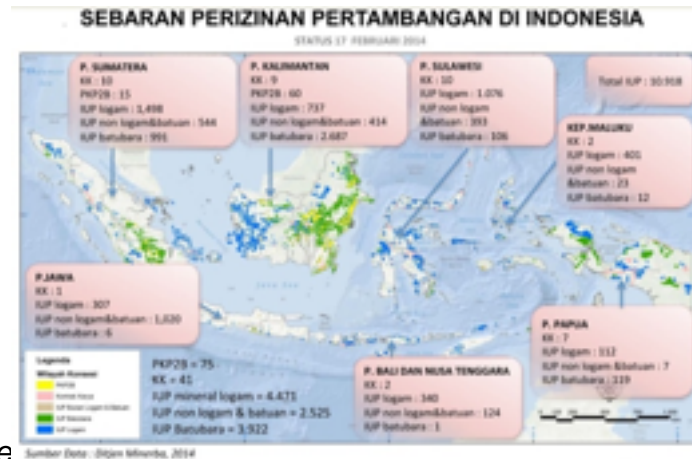 SEBARAN PERIZINAN PERTAMBANGAN DI INDONESIA
STATUS 17 FEBRUARI 2014
P. SUMATERA
KK : 10
PKP2B : 15
IUP logam : 1,498
IUP non logam&batuan : 544
IUP batubara : 991
P. KALIMANTAN
KK : 9
PKP2B : 60
IUP logam : 737
IUP non logam&batuan : 414
IUP batubara : 2.687
P. SULAWESI
KK : 10
IUP logam : 1.076
IUP non logam
&batuan : 393
IUP batubara : 106
Total IUP : 10.918
KEP.MALUKU
KK : 2
IUP logam : 401
IUP non logam
&batuan : 23
IUP batubara : 12
P.JAWA
KK : 1
IUP logam : 307
IUP non logam&batuan : 1,020
IUP batubara : 6
P. PAPUA
KK : 7
IUP logam : 112
IUP non logam &batuan : 7
IUP batubara : 119
P. BALI DAN NUSA TENGGARA
KK : 2
IUP logam : 340
IUP non logam&batuan : 124
IUP batubara : 1
Legenda
Wilayah Konsesi
PKP2B
IUP Batubara
IUP Logam
PKP2B = 75
KK = 41
IUP mineral logam = 4.471
IUP non logam & batuan = 2.525
IUP Batubara = 3,922
Sumber Data : Ditjen Minerba, 2014